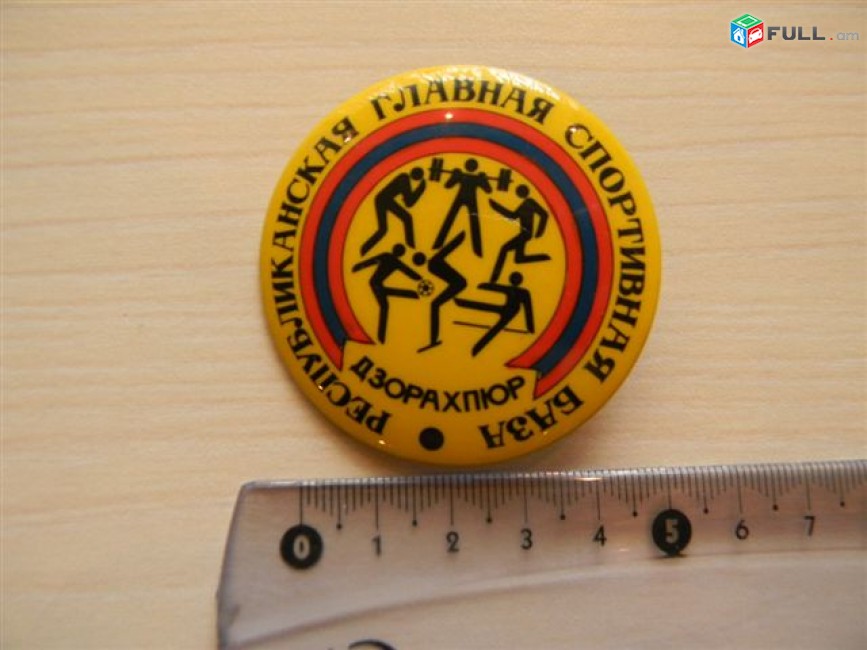 FULL.am
РЕСПУБЛИКАНСКАЯ ГЛАВНАЯ СПОРТИВНАЯ БАЗА
ДЗОРАХПЮР
0 1 2 3 4 5 6 7